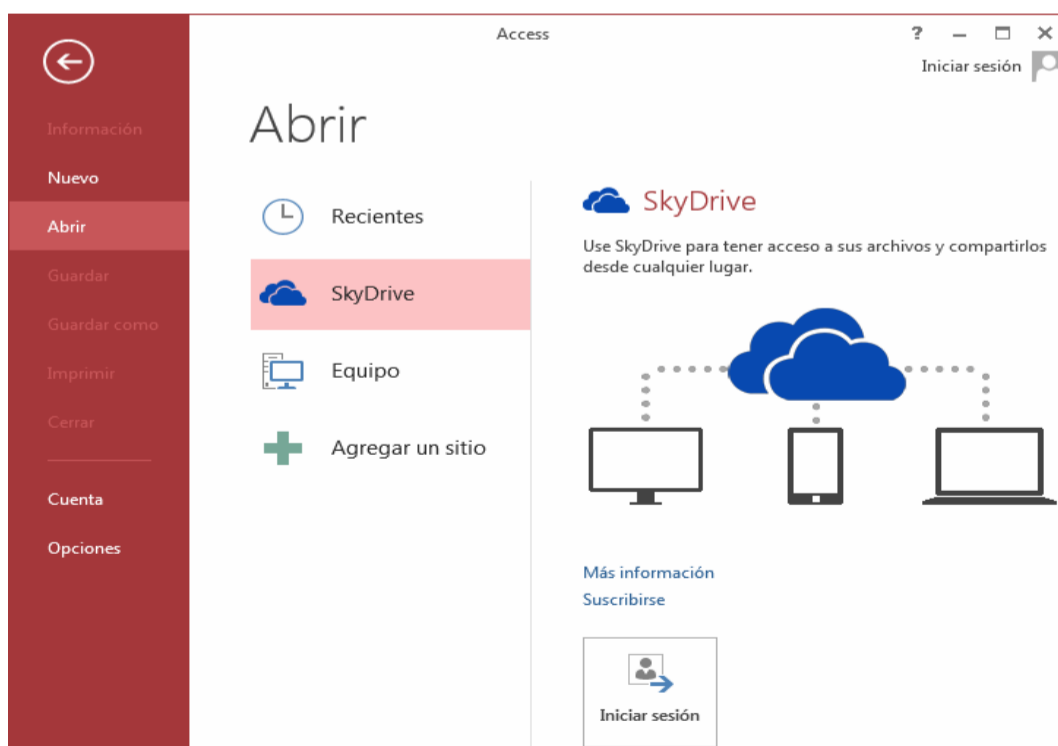 Access
?
Iniciar sesión
Información
Nuevo
Abrir
Guardar
Guardar como
Imprimir
Cerrar
Cuenta
Opciones
Abrir
Recientes
SkyDrive
Equipo
Agregar un sitio
SkyDrive
Use SkyDrive para tener acceso a sus archivos y compartirlos
desde cualquier lugar.
Más información
Suscribirse
Iniciar sesión